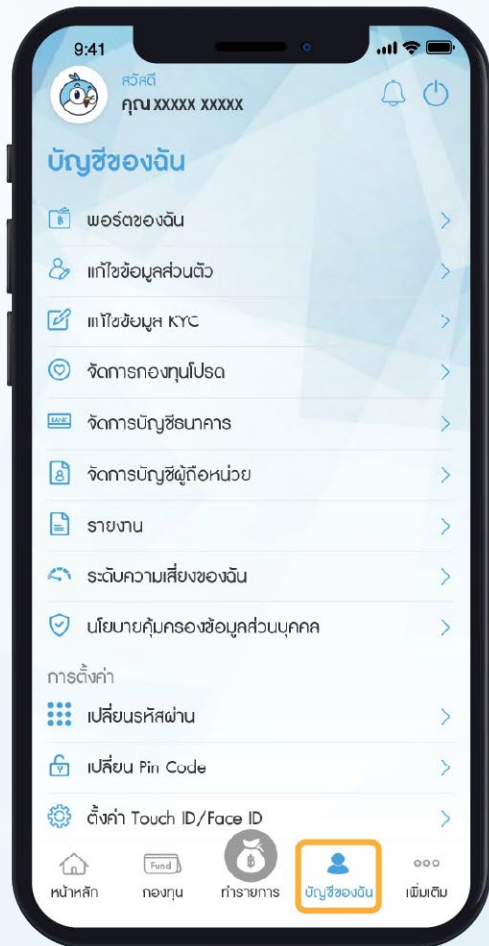 9:41
สวัสดี
คุณ xxxxx xxxxx
บัญชีของฉัน
พอร์ตของฉัน
แก้ไขข้อมูลส่วนตัว
แก้ไขข้อมูล KYC
จัดการกองทุนโปรด
BANK จัดการบัญชีธนาคาร
จัดการบัญชีผู้ถือหน่วย
รายงาน
ระดับความเสี่ยงของฉัน
นโยบายคุ้มครองข้อมูลส่วนบุคคล
การตั้งค่า
เปลี่ยนรหัสผ่าน
เปลี่ยน Pin Code
ตั้งค่า Touch ID/Face ID
Fund ฿
หน้าหลัก กองทุน ทำรายการ บัญชีของฉัน เพิ่มเติม